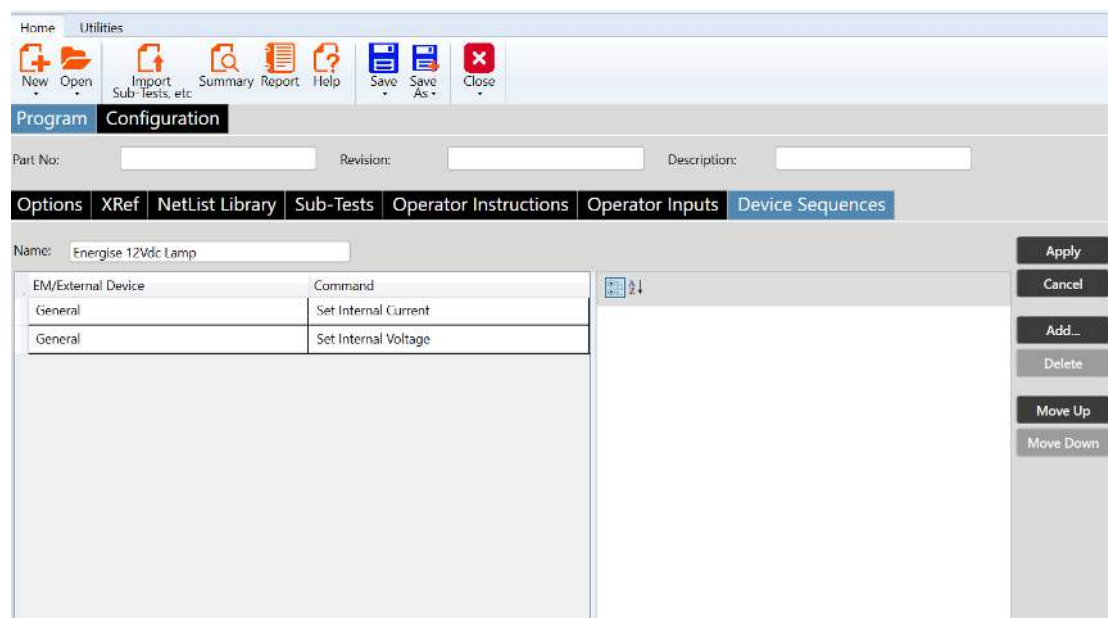 Home Utilities
New Open Import Sub-Tests, etc Summary Report Help Save Save As Close
Program Configuration
Part No: Revision: Description:
Options XRef NetList Library Sub-Tests Operator Instructions Operator Inputs Device Sequences
Name: Energise 12Vdc Lamp
Apply
EM/External Device Command
Cancel
General Set Internal Current
Add...
General Set Internal Voltage
Delete
Move Up
Move Down